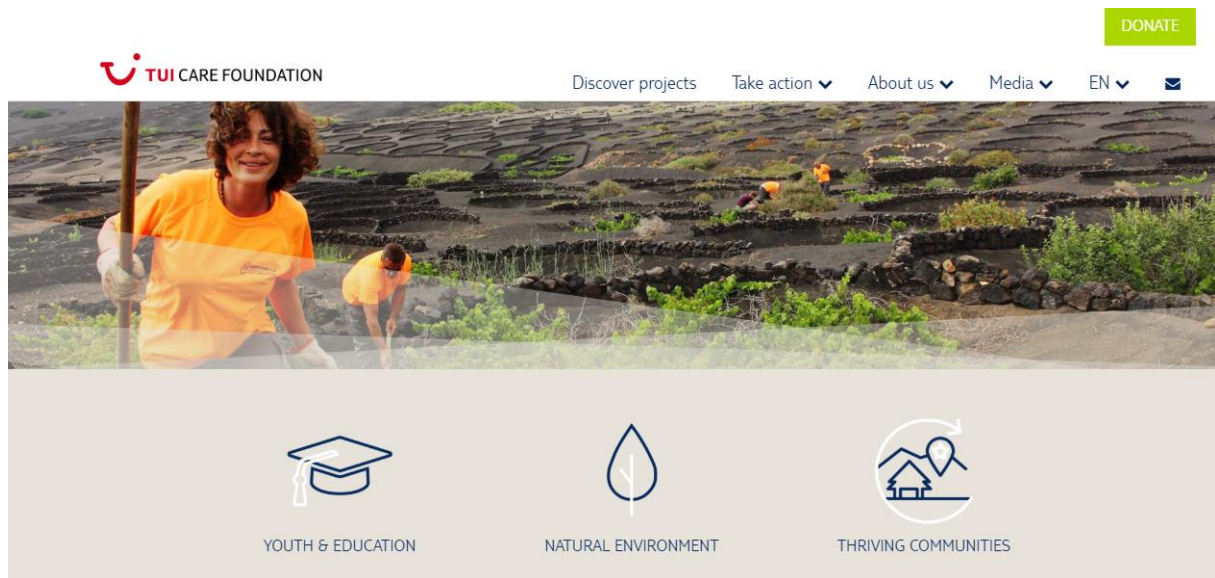 DONATE
TUI CARE FOUNDATION
Discover projects Take action About us Media EN
YOUTH & EDUCATION NATURAL ENVIRONMENT THRIVING COMMUNITIES